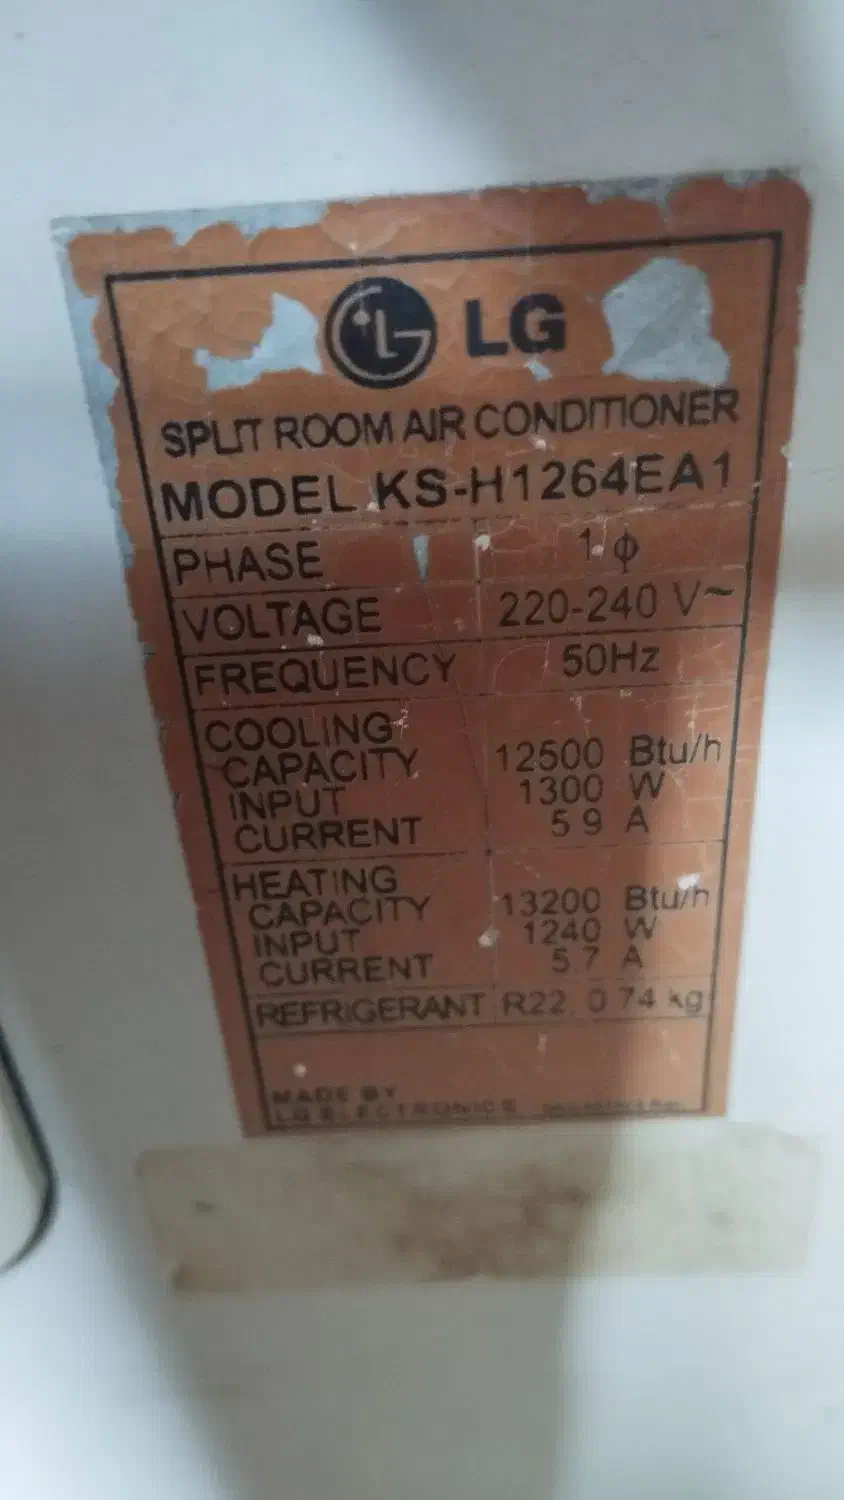 LG
SPLIT ROOM AIR CONDITIONER
MODEL KS-H1264EA1
PHASE 1 ϕ
VOLTAGE 220-240 V~
FREQUENCY 50Hz
COOLING
CAPACITY 12500 Btu/h
INPUT 1300 W
CURRENT 5 9 A
HEATING
CAPACITY 13200 Btu/h
INPUT 1240 W
CURRENT 5.7 A
REFRIGERANT R22, 0 74 kg
MADE BY
LG ELECTRONICS